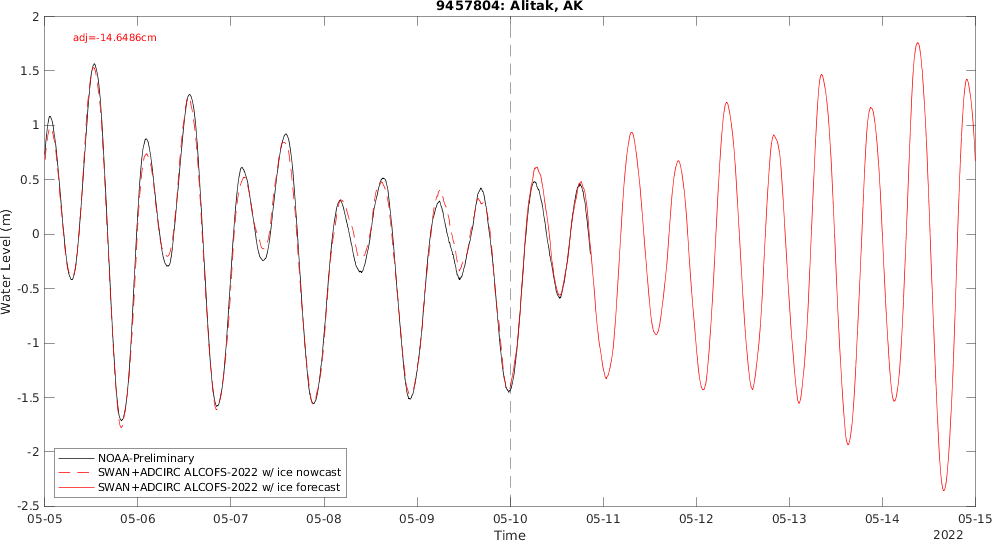 9457804: Alitak, AK
adj=-14.6486cm
Water Level (m)
2
1.5
1
0.5
0
-0.5
-1
-1.5
-2
-2.5
NOAA-Preliminary
SWAN+ADCIRC ALCOFS-2022 w/ ice nowcast
SWAN+ADCIRC ALCOFS-2022 w/ ice forecast
05-05 05-06 05-07 05-08 05-09 05-10 05-11 05-12 05-13 05-14 05-15
Time
2022